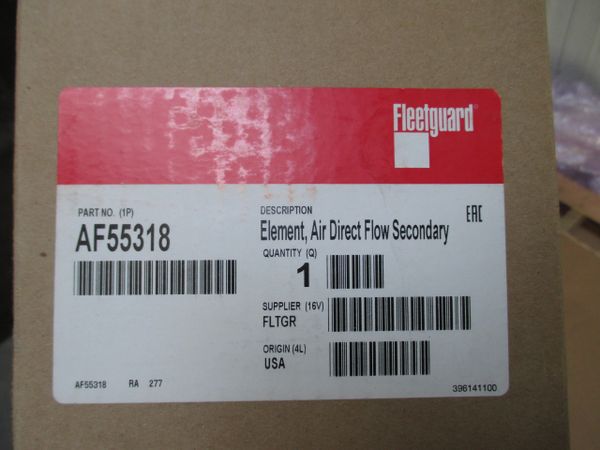 Fleetguard®
PART NO. (1P)
AF55318
DESCRIPTION
Element, Air Direct Flow Secondary
EAC
QUANTITY (Q)
1
SUPPLIER (16V)
FLTGR
ORIGIN (4L)
USA
AF55318 RA 277
396141100